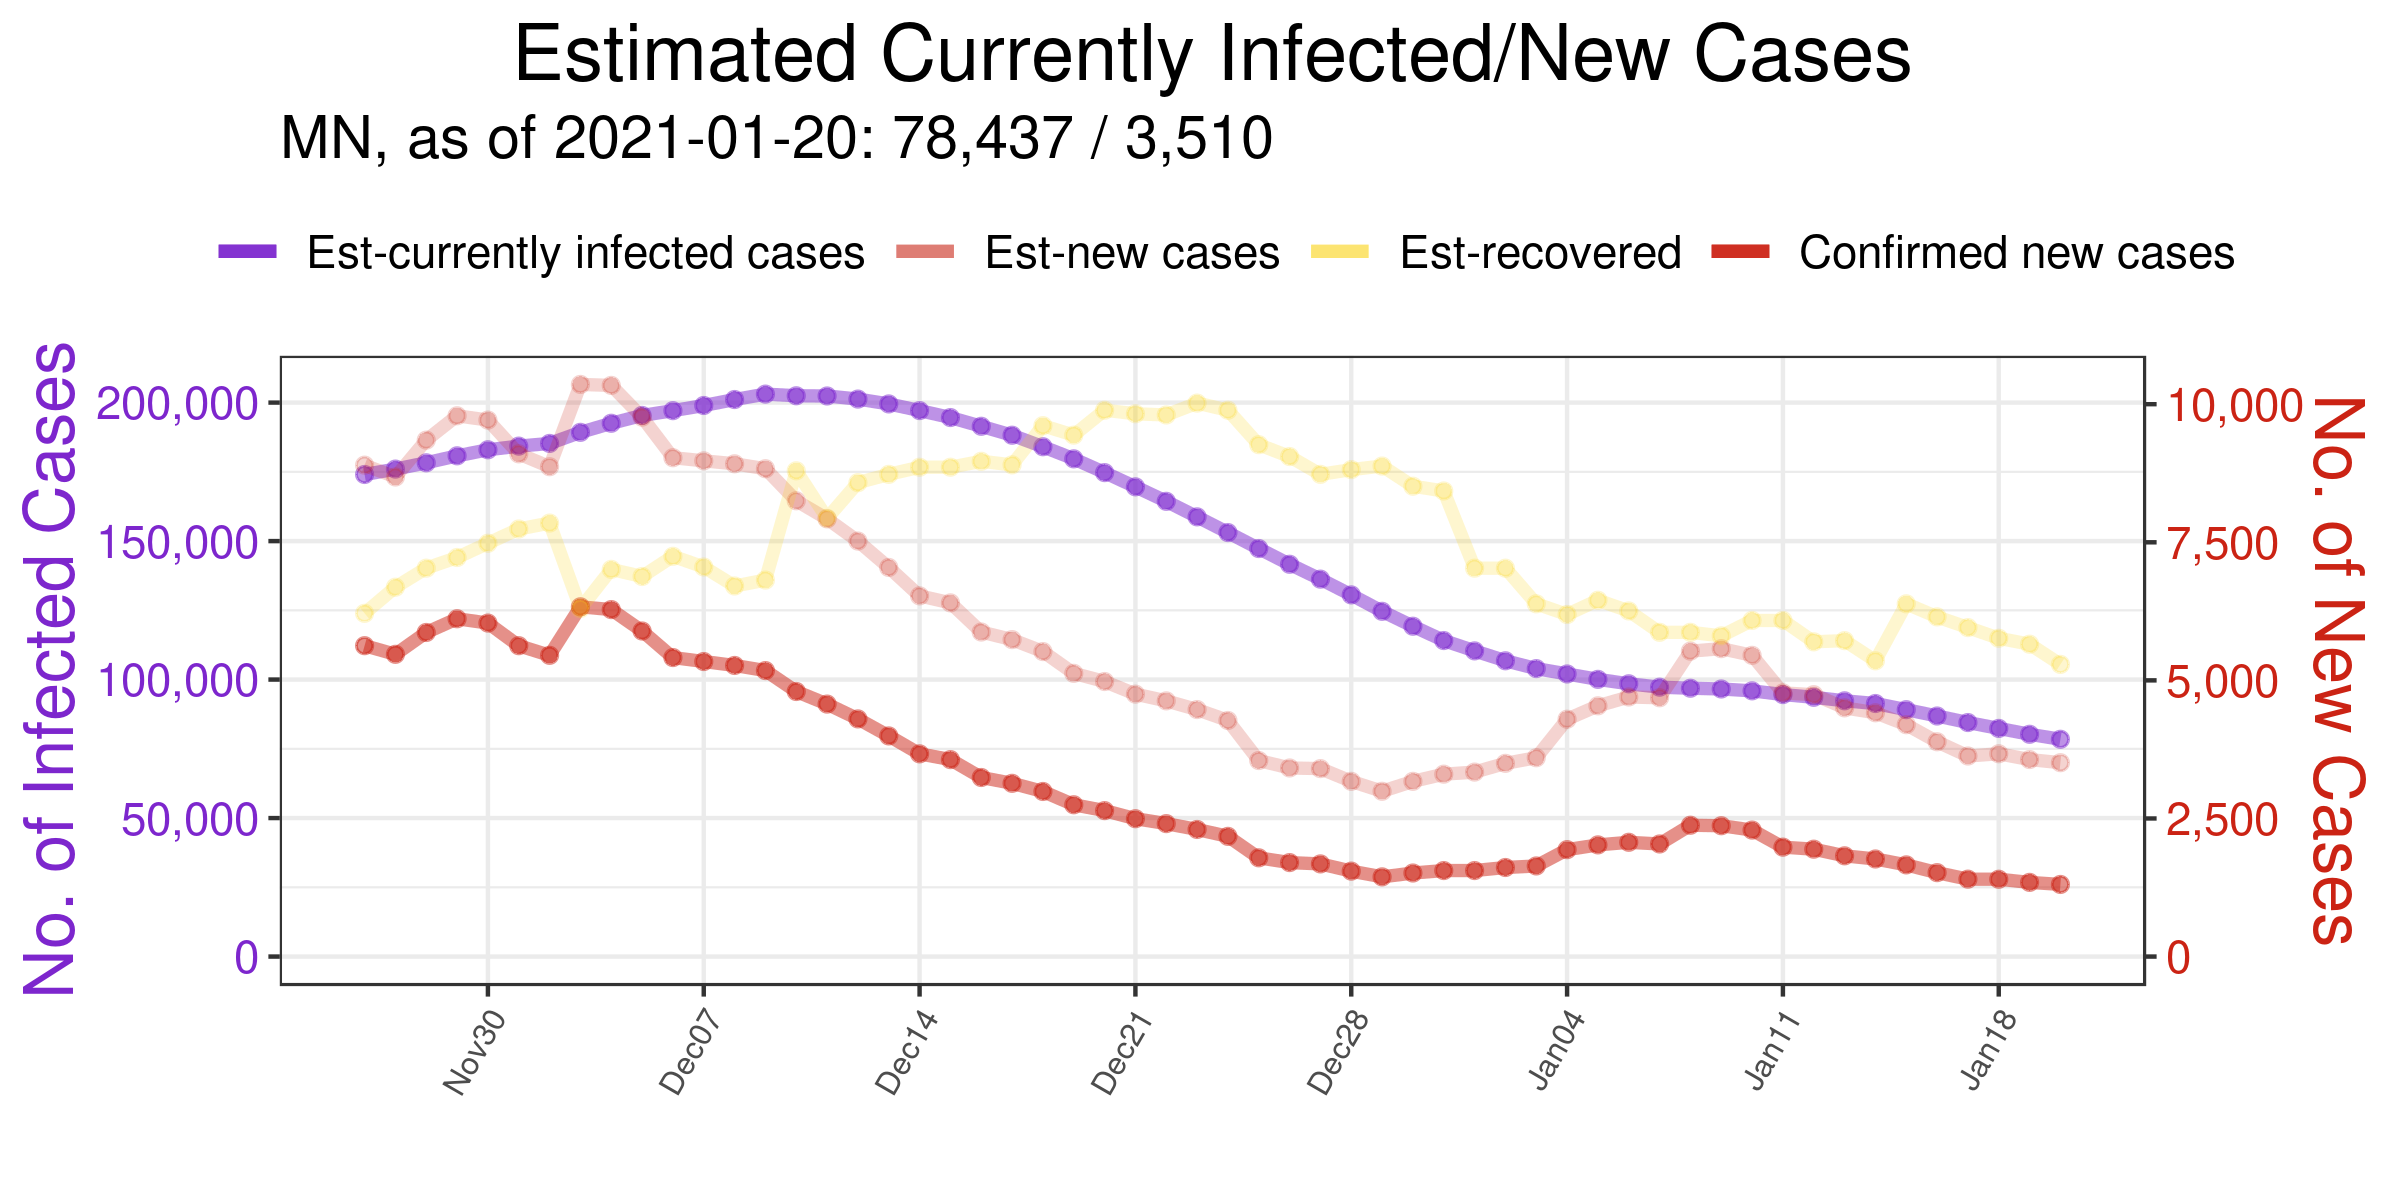 Estimated Currently Infected/New Cases
MN, as of 2021-01-20: 78,437 / 3,510
Est-currently infected cases Est-new cases Est-recovered Confirmed new cases
No. of Infected Cases
200,000
150,000
100,000
50,000
0
10,000
7,500
5,000
2,500
0
No. of New Cases
Nov30 Dec07 Dec14 Dec21 Dec28 Jan04 Jan11 Jan18